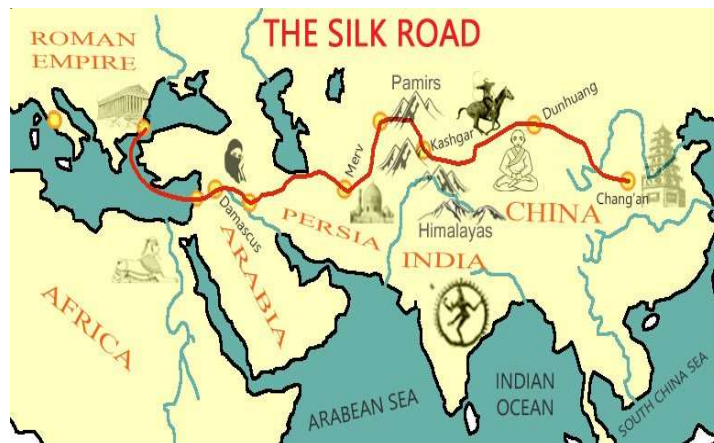 THE SILK ROAD
ROMAN
EMPIRE
Pamirs
Dunhuang
Kashgar
Merv
Chang'an
CHINA
Damascus
PERSIA
Himalayas
ARABIA
INDIA
AFRICA
ARABEAN SEA
INDIAN
OCEAN
SOUTH CHINA SEA